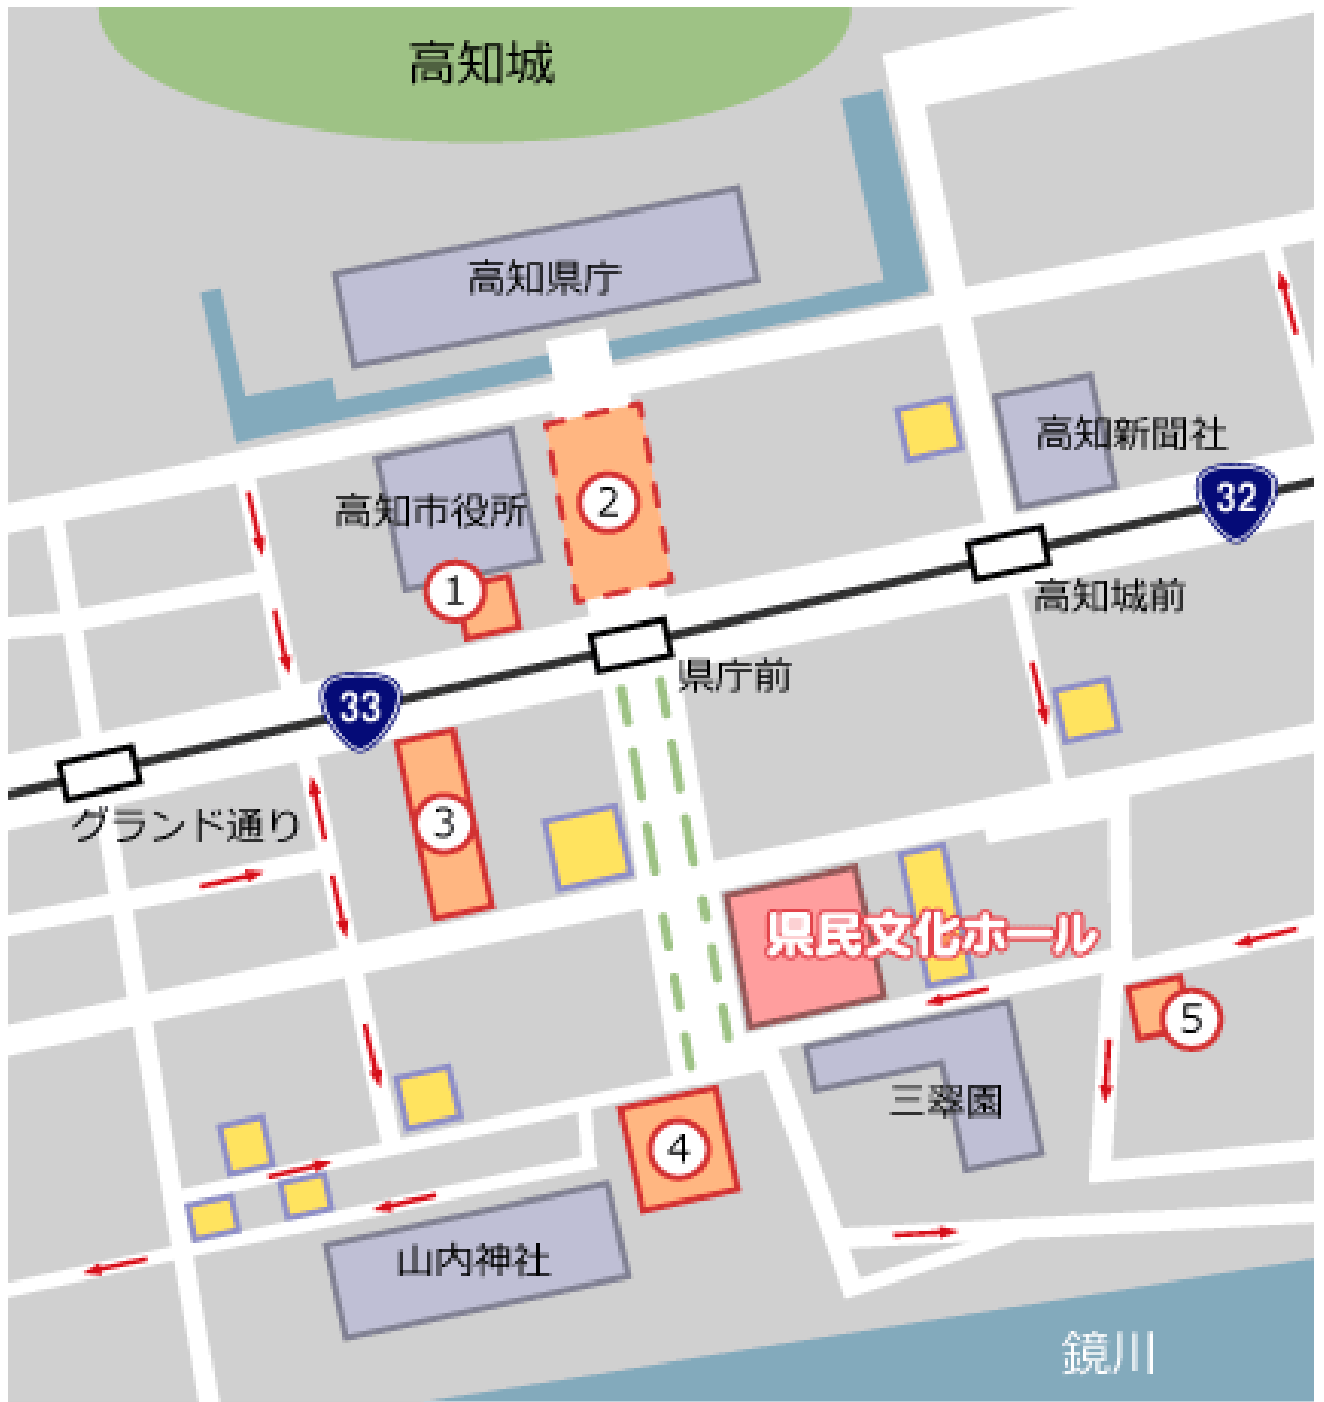 高知城
高知県庁
高知新聞社
32
高知市役所
2
1
高知城前
県庁前
33
グランド通り
3
県民文化ホール
5
三翠園
4
山内神社
鏡川